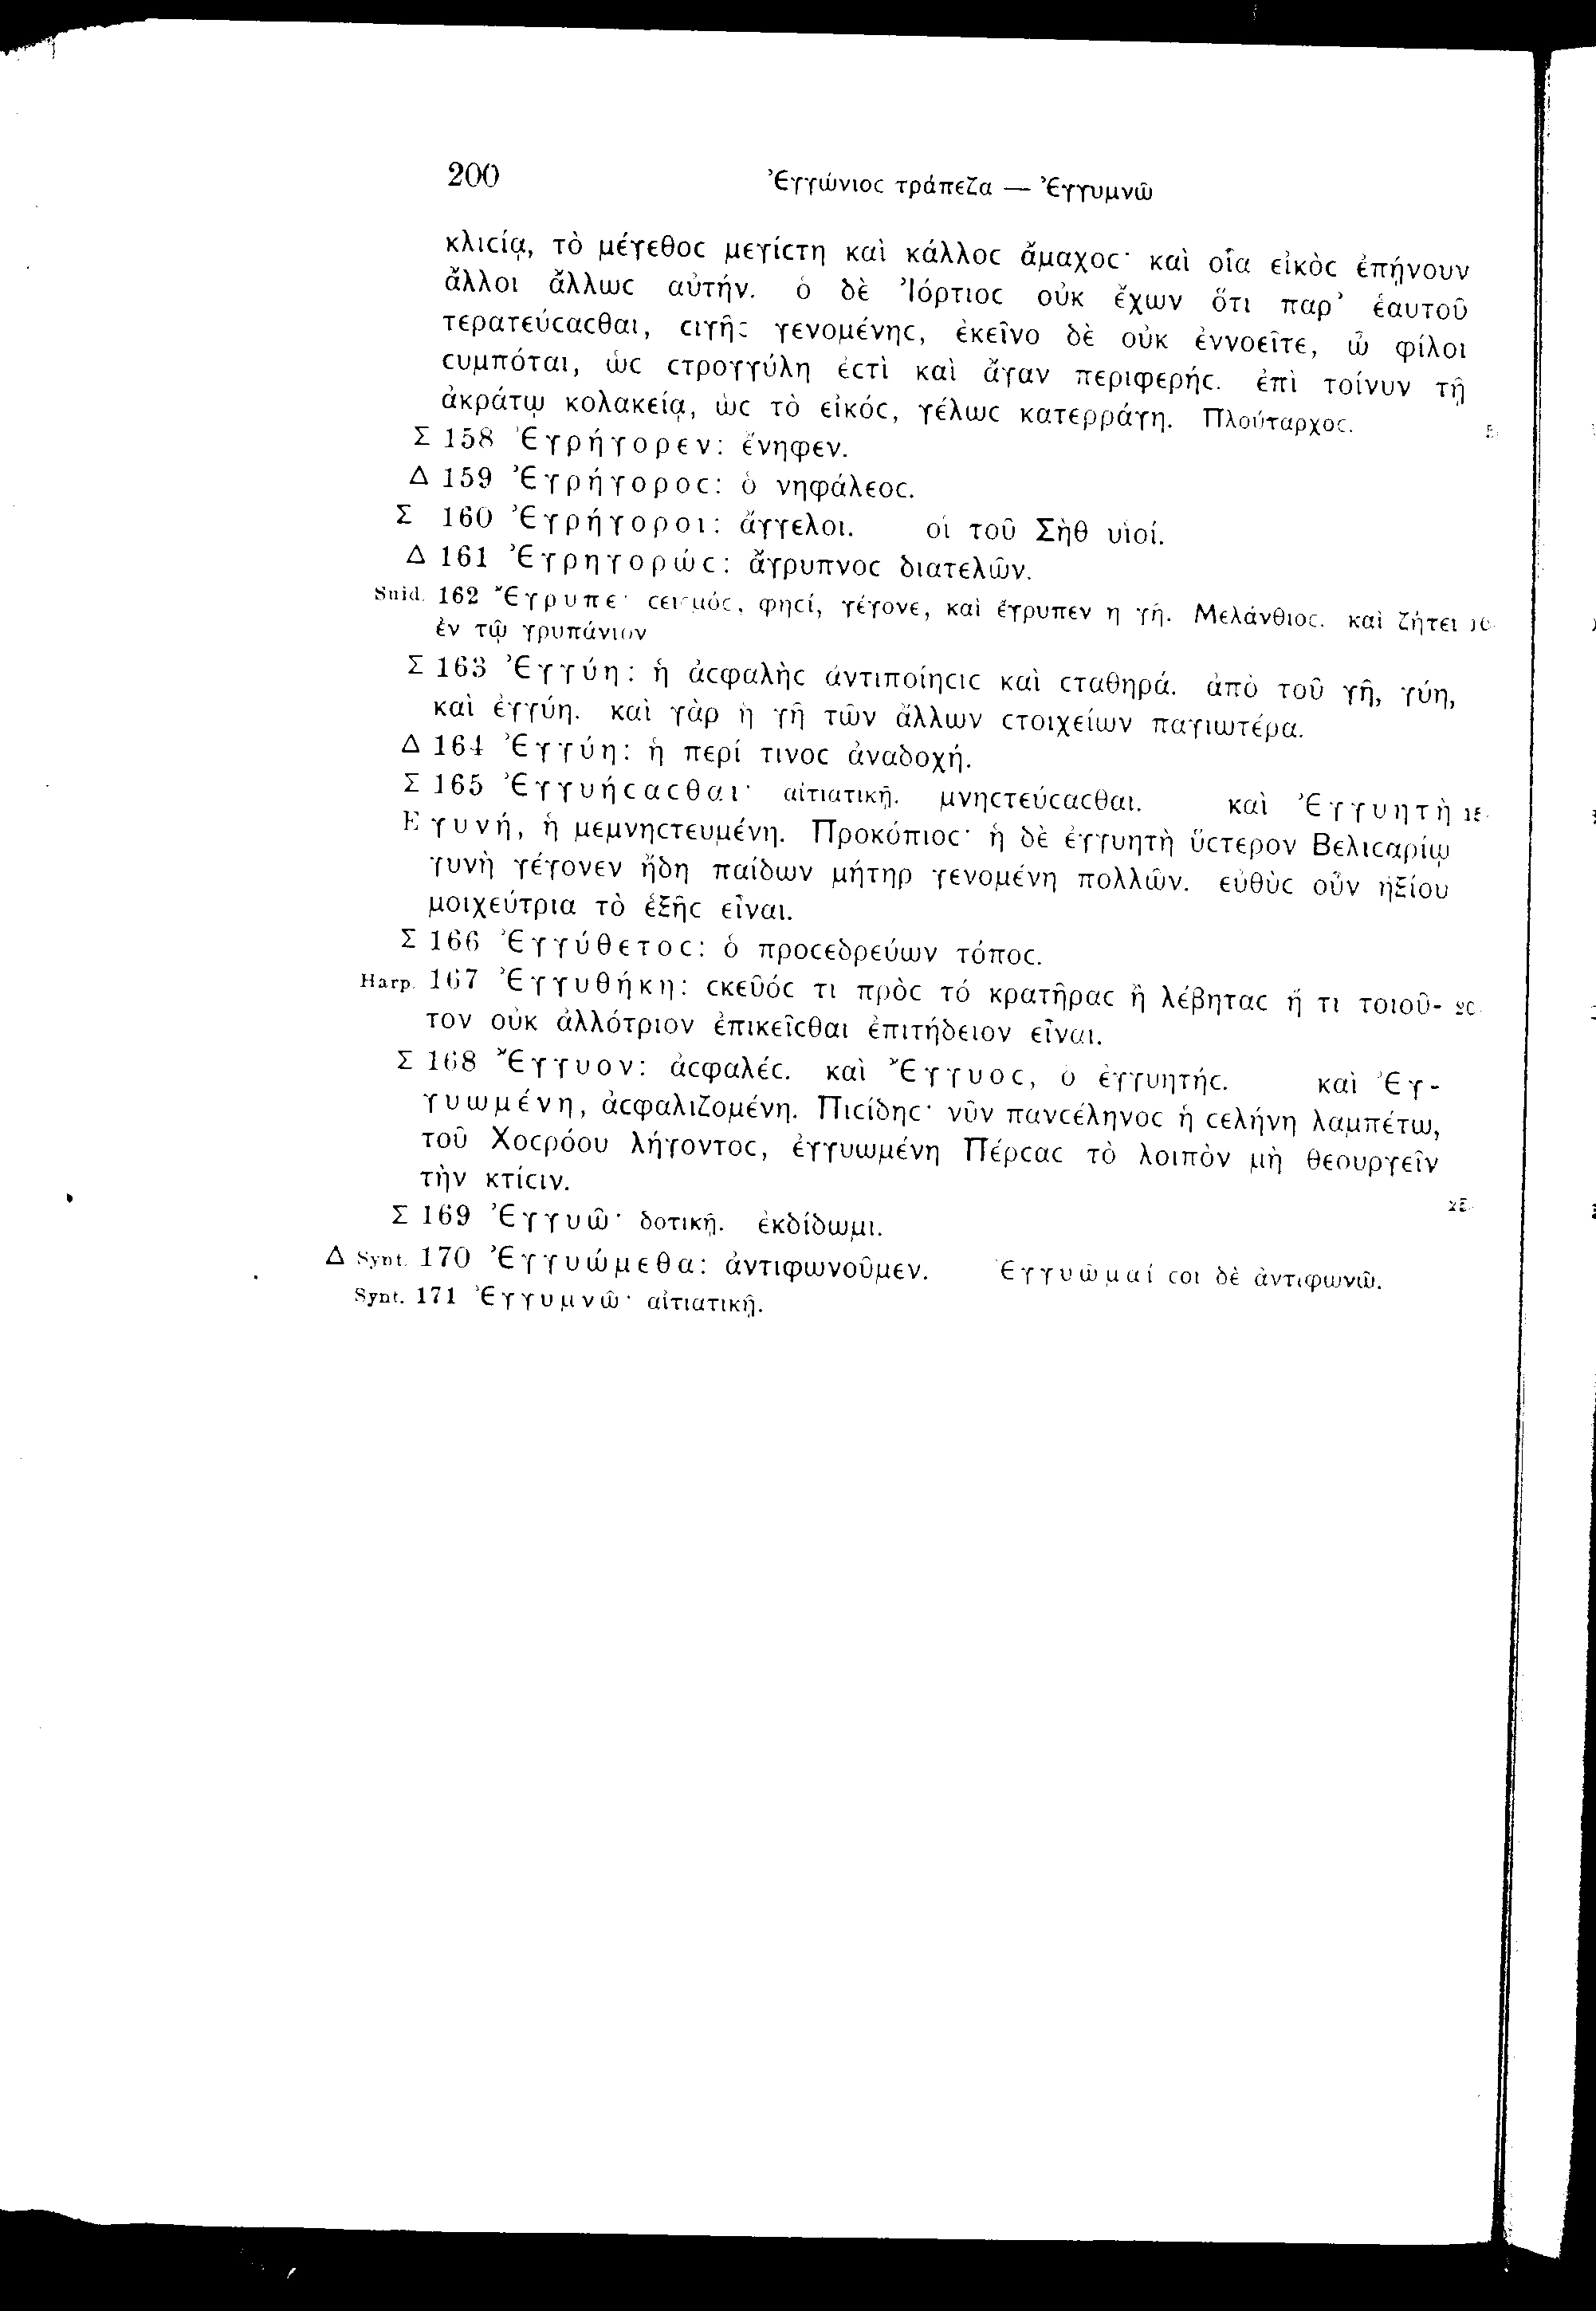 200 Ἐγγώνιοϲ τράπεζα — Ἐγγυμνῶ
κλιϲίᾳ, τὸ μέγεθοϲ μεγίϲτη καὶ κάλλοϲ ἄμαχοϲ· καὶ οἷα εἰκὸϲ ἐπῄνουν
ἄλλοι ἄλλωϲ αὐτήν. ὁ δὲ Ἰόρτιοϲ οὐκ ἔχων ὅτι παρ’ ἑαυτοῦ
τερατεύϲαϲθαι, ϲιγῆϲ γενομένηϲ, ἐκεῖνο δὲ οὐκ ἐννοεῖτε, ὦ φίλοι
ϲυμπόται, ὡϲ ϲτρογγύλη ἐϲτὶ καὶ ἄγαν περιφερήϲ. ἐπὶ τοίνυν τῇ
ἀκράτῳ κολακείᾳ, ὡϲ τὸ εἰκόϲ, γέλωϲ κατερράγη. Πλούταρχοϲ. 5
Σ 158 Ἐγρήγορεν: ἔνηφεν.
Δ 159 Ἐγρήγοροϲ: ὁ νηφάλεοϲ.
Σ 160 Ἐγρήγοροι: ἄγγελοι. οἱ τοῦ Σὴθ υἱοί.
Δ 161 Ἐγρηγορώϲ: ἄγρυπνοϲ διατελῶν.
Suid. 162 Ἔγρυπε· ϲειϲμόϲ, φηϲί, γέγονε, καὶ ἔγρυπεν η γῆ. Μελάνθιοϲ. καὶ ζήτει 10
ἐν τῷ γρυπάνιον
Σ 163 Ἐγγύη: ἡ ἀϲφαλὴϲ ἀντιποίηϲιϲ καὶ ϲταθηρά. ἀπὸ τοῦ γῆ, γύη,
καὶ ἐγγύη. καὶ γὰρ ἡ γῆ τῶν ἄλλων ϲτοιχείων παγιωτέρα.
Δ 164 Ἐγγύη: ἡ περί τινοϲ ἀναδοχή.
Σ 165 Ἐγγυήϲαϲθαι· αἰτιατικῇ. μνηϲτεύϲαϲθαι. καὶ Ἐγγυητὴ 15
E γυνή, ἡ μεμνηϲτευμένη. Προκόπιοϲ· ἡ δὲ ἐγγυητὴ ὕϲτερον Βελιϲαρίῳ
γυνὴ γέγονεν ἤδη παίδων μήτηρ γενομένη πολλῶν. εὐθὺϲ οὖν ἠξίου
μοιχεύτρια τὸ ἑξῆϲ εἶναι.
Σ 166 Ἐγγύθετοϲ: ὁ προϲεδρεύων τόποϲ.
Harp. 167 Ἐγγυθήκη: ϲκεῦόϲ τι πρὸϲ τό κρατῆραϲ ἢ λέβηταϲ ἤ τι τοιοῦ- 20
τον οὐκ ἀλλότριον ἐπικεῖϲθαι ἐπιτήδειον εἶναι.
Σ 168 Ἔγγυον: ἀϲφαλέϲ. καὶ Ἔγγυοϲ, ὁ ἐγγυητήϲ. καὶ Ἐγ-
γυωμένη, ἀϲφαλιζομένη. Πιϲίδηϲ· νῦν πανϲέληνοϲ ἡ ϲελήνη λαμπέτω,
τοῦ Χοϲρόου λήγοντοϲ, ἐγγυωμένη Πέρϲαϲ τὸ λοιπὸν μὴ θεουργεῖν
τὴν κτίϲιν. 25
Σ 169 Ἐγγυῶ· δοτικῇ. ἐκδίδωμι.
Δ Synt. 170 Ἐγγυώμεθα: ἀντιφωνοῦμεν. Ἐγγυῶμαί ϲοι δὲ ἀντιφωνῶ.
Synt. 171 Ἐγγυμνῶ· αἰτιατικῇ.